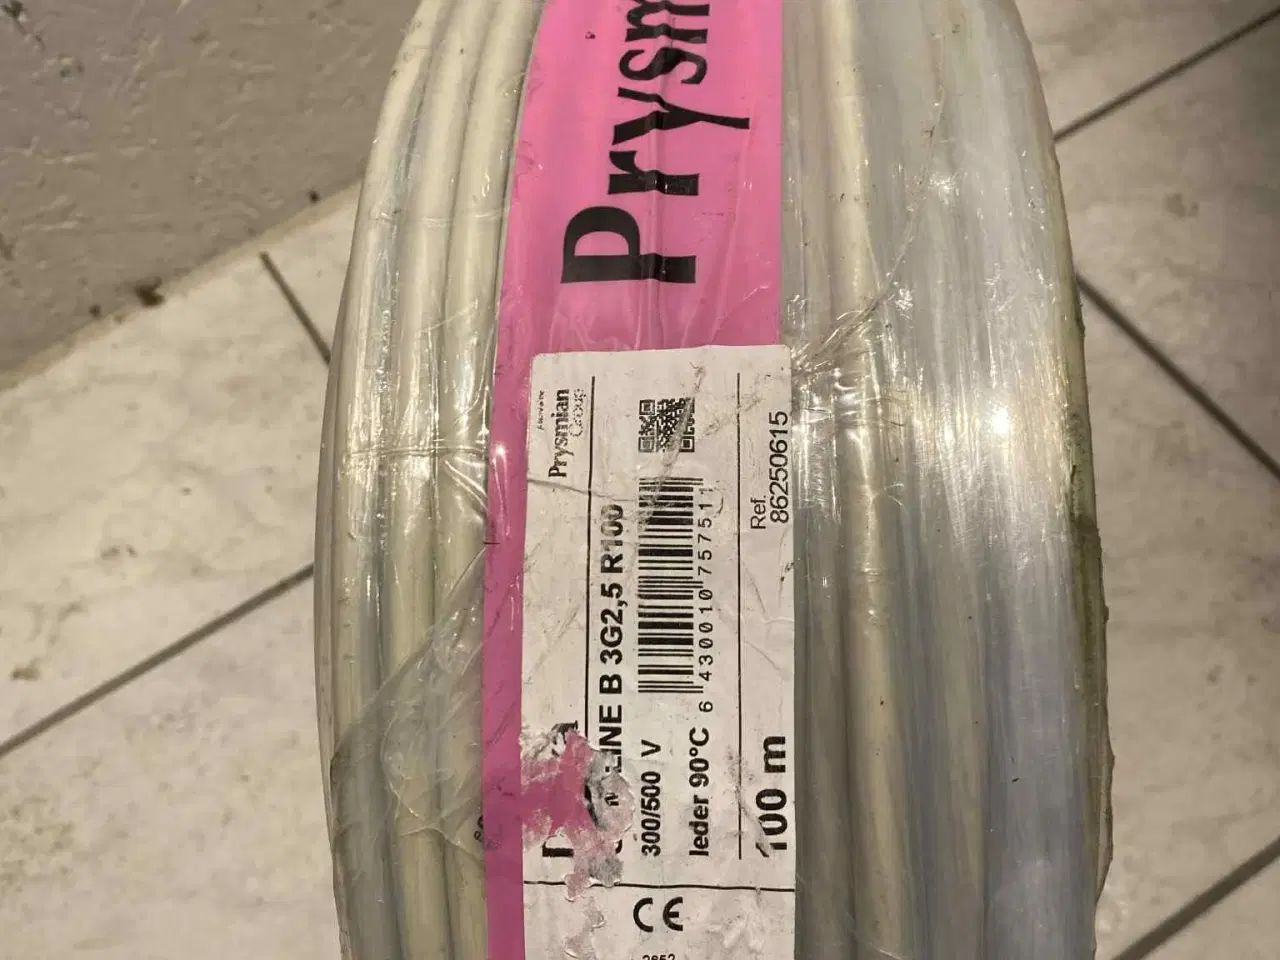 Prysm
Prysmian
Group
LINE B 3G2,5 R100
300/500 V
leder 90°C
6 430010 757511
Ref.
86250615
100 m
CE